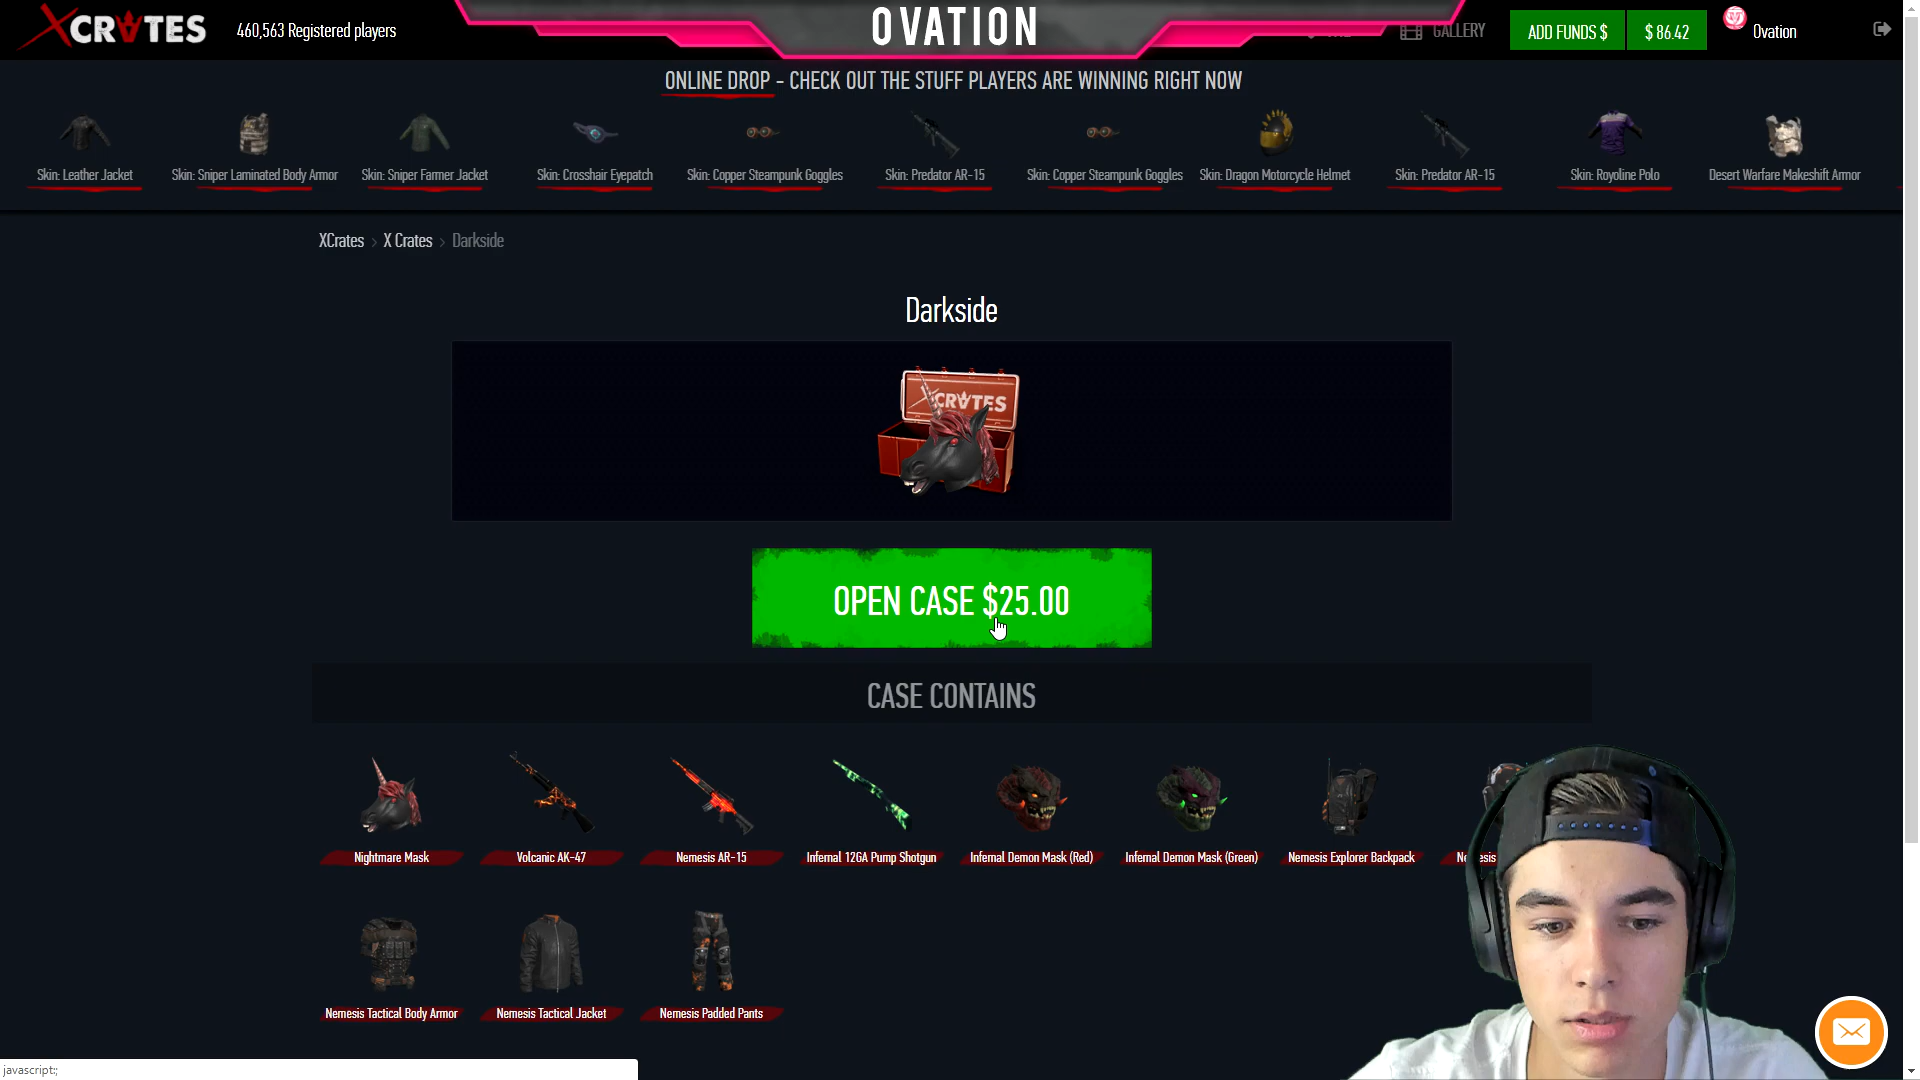 XCRATES
460,563 Registered players
OVATION
GALLERY
ADD FUNDS $
$ 86.42
Ovation
ONLINE DROP - CHECK OUT THE STUFF PLAYERS ARE WINNING RIGHT NOW
Skin: Leather Jacket
Skin: Sniper Laminated Body Armor
Skin: Sniper Farmer Jacket
Skin: Crosshair Eyepatch
Skin: Copper Steampunk Goggles
Skin: Predator AR-15
Skin: Copper Steampunk Goggles
Skin: Dragon Motorcycle Helmet
Skin: Predator AR-15
Skin: Royoline Polo
Desert Warfare Makeshift Armor
XCrates > X Crates > Darkside
Darkside
XCRATES
OPEN CASE $25.00
CASE CONTAINS
Nightmare Mask
Volcanic AK-47
Nemesis AR-15
Infernal 12GA Pump Shotgun
Infernal Demon Mask (Red)
Infernal Demon Mask (Green)
Nemesis Explorer Backpack
Nemesis Tactical Body Armor
Nemesis Tactical Jacket
Nemesis Padded Pants
javascript:;